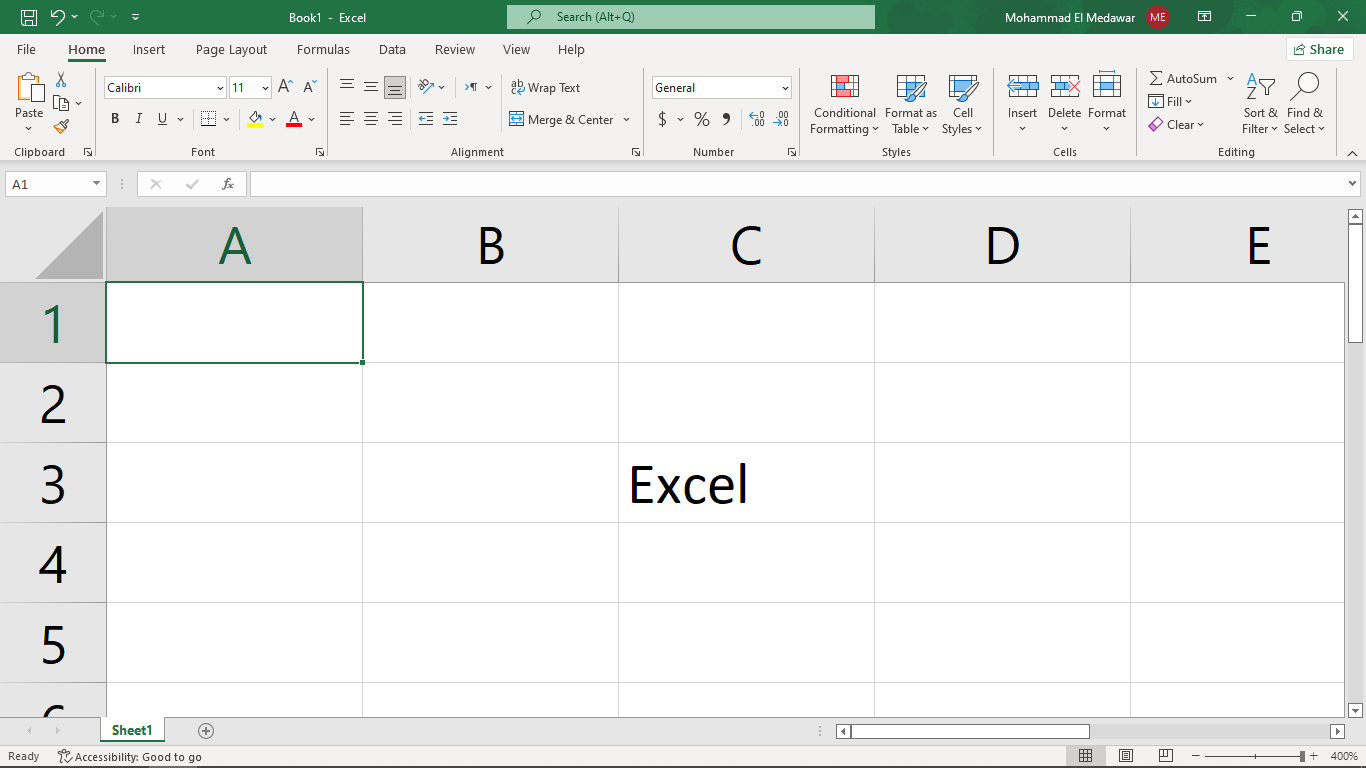 Book1 - Excel
Search (Alt+Q)
Mohammad El Medawar ME
File Home Insert Page Layout Formulas Data Review View Help Share
Paste
Clipboard
Calibri 11
B I U A
Font
Wrap Text
Merge & Center
Alignment
General
$ % 9
Number
Conditional Formatting
Format as Table
Cell Styles
Styles
Insert Delete Format
Cells
AutoSum
Fill
Clear
Sort & Filter
Find & Select
Editing
A1 fx
A B C D E
1
2
3 Excel
4
5
6
Sheet1
Ready Accessibility: Good to go 400%